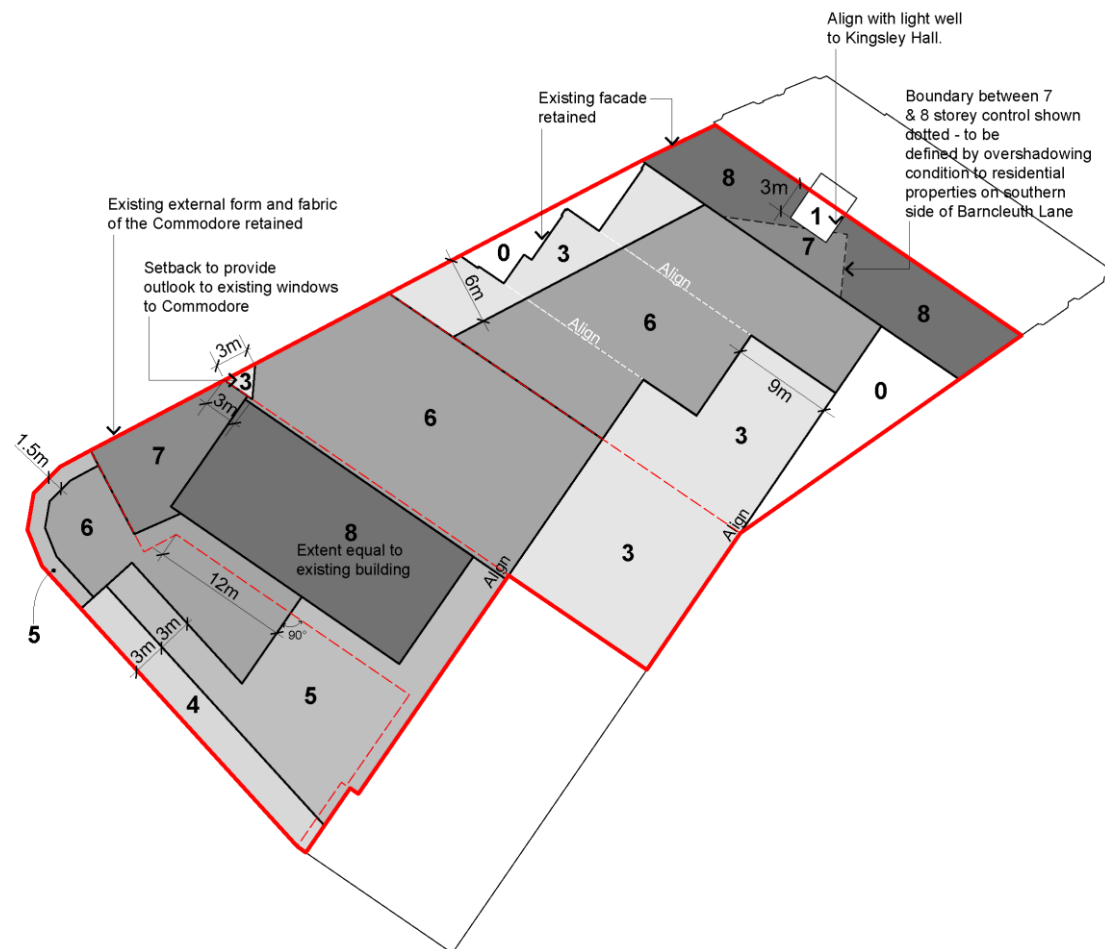 Align with light well
to Kingsley Hall.
Existing facade
retained
Boundary between 7
& 8 storey control shown
dotted - to be
defined by overshadowing
condition to residential
properties on southern
side of Barncleuth Lane
Existing external form and fabric
of the Commodore retained
Setback to provide
outlook to existing windows
to Commodore
8
3m
1
7
8
0
3
6m
Align
Align
6
9m
0
3
3m
3
3m
6
7
1.5m
6
8
Extent equal to
existing building
Align
Align
3
12m
90°
3m
3m
5
5
4